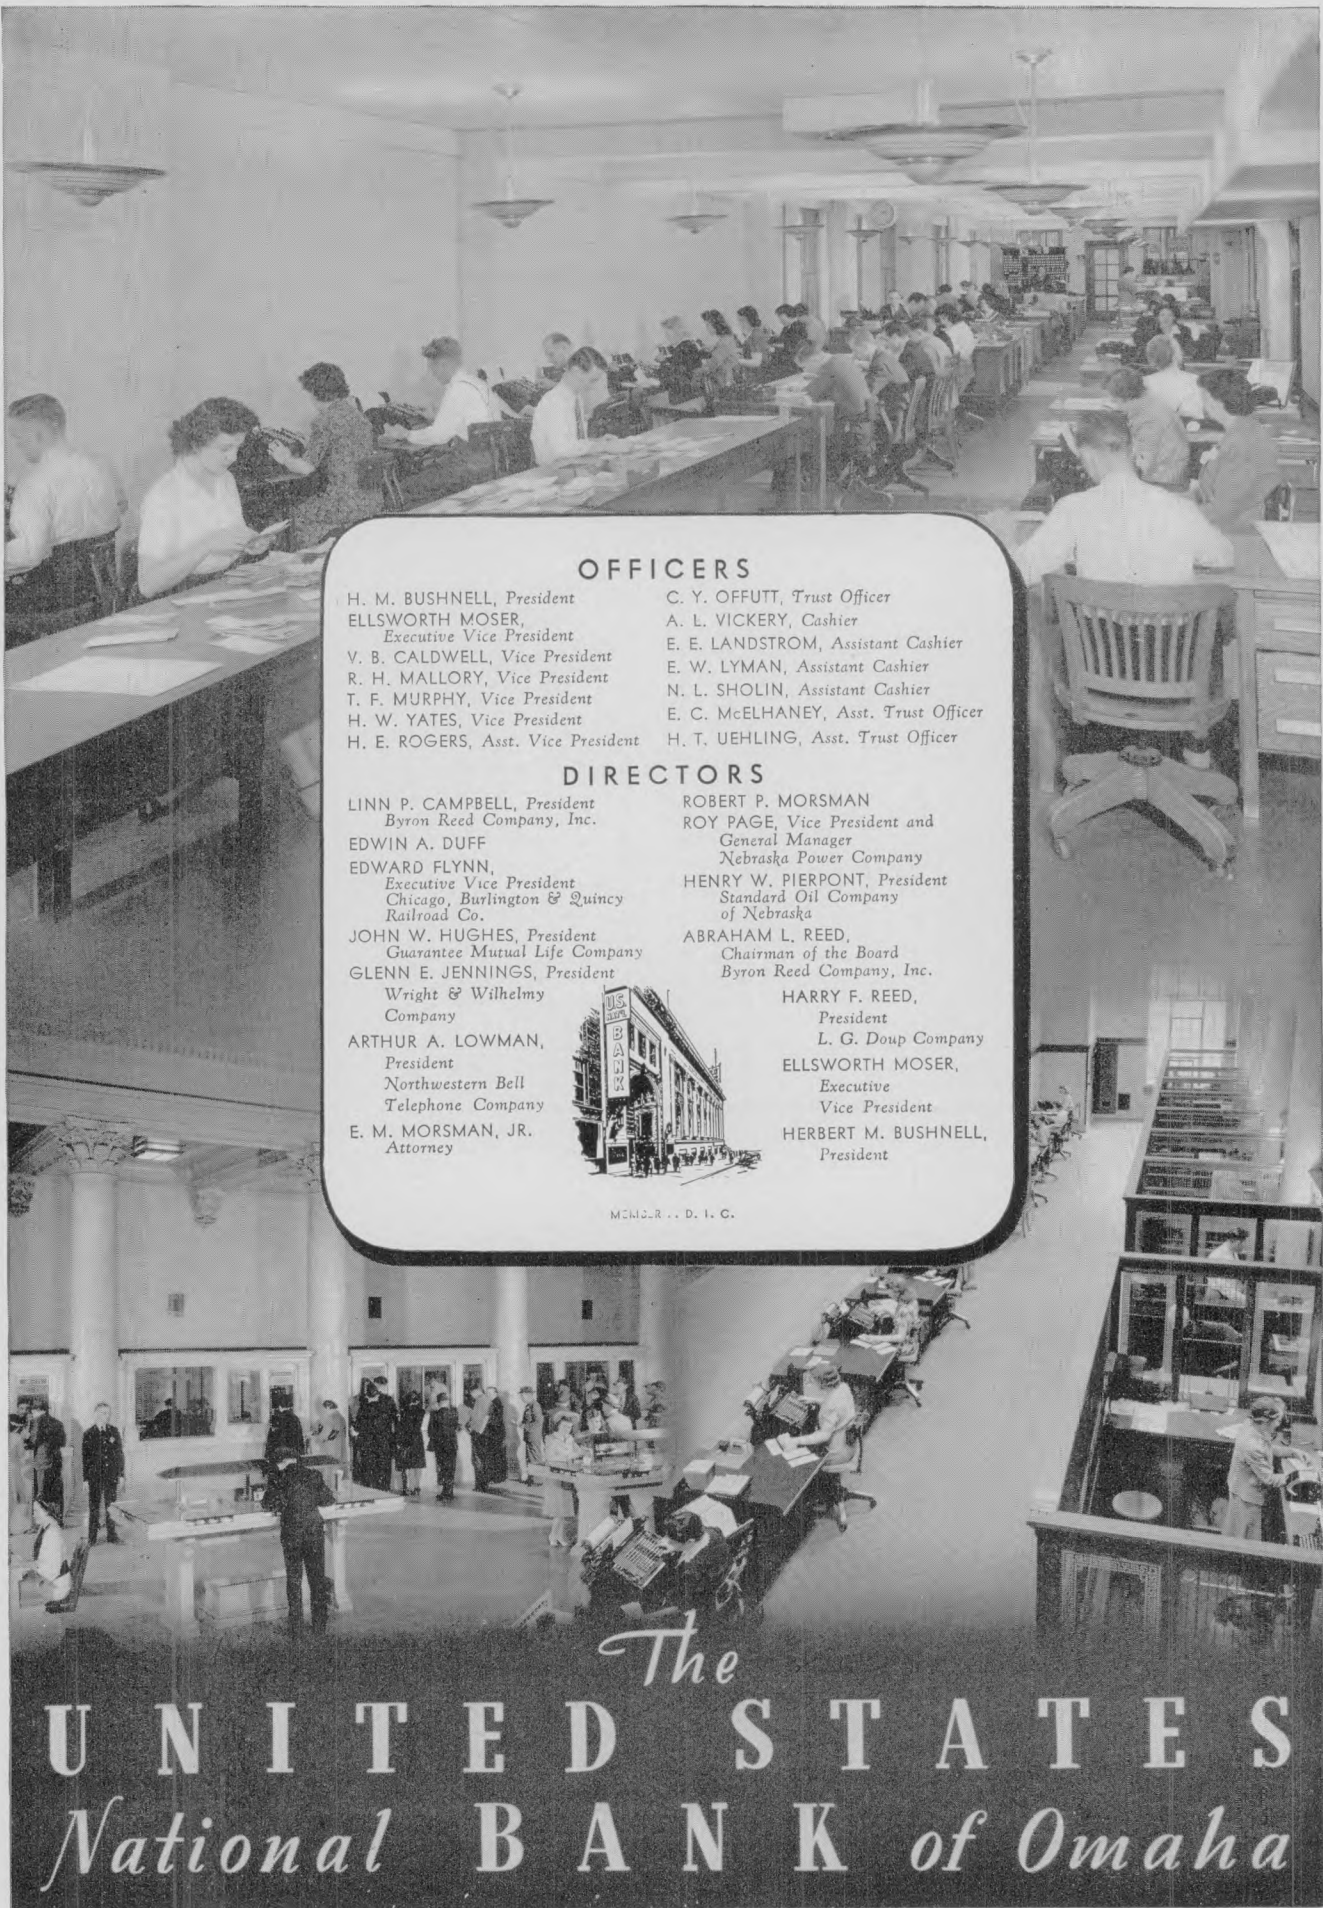 OFFICERS
H. M. BUSHNELL, President
ELLSWORTH MOSER,
Executive Vice President
V. B. CALDWELL, Vice President
R. H. MALLORY, Vice President
T. F. MURPHY, Vice President
H. W. YATES, Vice President
H. E. ROGERS, Asst. Vice President
C. Y. OFFUTT, Trust Officer
A. L. VICKERY, Cashier
E. E. LANDSTROM, Assistant Cashier
E. W. LYMAN, Assistant Cashier
N. L. SHOLIN, Assistant Cashier
E. C. McELHANEY, Asst. Trust Officer
H. T. UEHLING, Asst. Trust Officer
DIRECTORS
LINN P. CAMPBELL, President
Byron Reed Company, Inc.
EDWIN A. DUFF
EDWARD FLYNN,
Executive Vice President
Chicago, Burlington & Quincy
Railroad Co.
JOHN W. HUGHES, President
Guarantee Mutual Life Company
GLENN E. JENNINGS, President
Wright & Wilhelmy
Company
ARTHUR A. LOWMAN,
President
Northwestern Bell
Telephone Company
E. M. MORSMAN, JR.
Attorney
ROBERT P. MORSMAN
ROY PAGE, Vice President and
General Manager
Nebraska Power Company
HENRY W. PIERPONT, President
Standard Oil Company
of Nebraska
ABRAHAM L. REED,
Chairman of the Board
Byron Reed Company, Inc.
HARRY F. REED,
President
L. G. Doup Company
ELLSWORTH MOSER,
Executive
Vice President
HERBERT M. BUSHNELL,
President
U.S.
NAT'L
BANK
D. I. C.
The
UNITED STATES
National BANK of Omaha